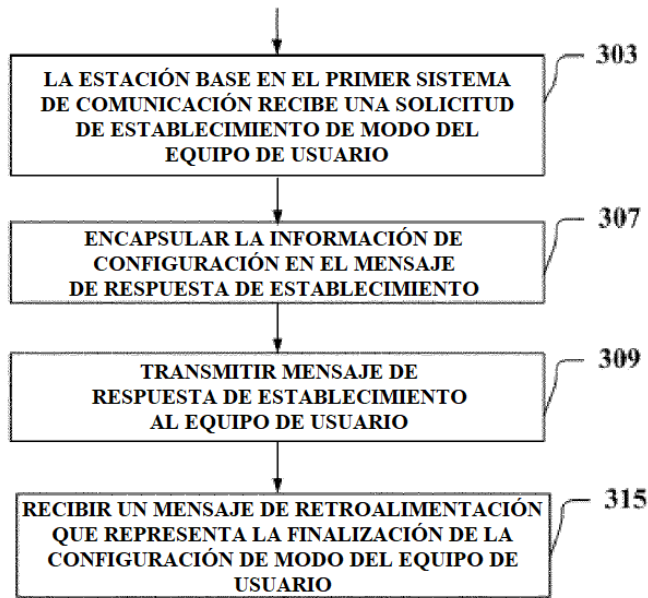 303
LA ESTACIÓN BASE EN EL PRIMER SISTEMA
DE COMUNICACIÓN RECIBE UNA SOLICITUD
DE ESTABLECIMIENTO DE MODO DEL
EQUIPO DE USUARIO
307
ENCAPSULAR LA INFORMACIÓN DE
CONFIGURACIÓN EN EL MENSAJE
DE RESPUESTA DE ESTABLECIMIENTO
309
TRANSMITIR MENSAJE DE
RESPUESTA DE ESTABLECIMIENTO
AL EQUIPO DE USUARIO
315
RECIBIR UN MENSAJE DE RETROALIMENTACIÓN
QUE REPRESENTA LA FINALIZACIÓN DE LA
CONFIGURACIÓN DE MODO DEL EQUIPO DE
USUARIO